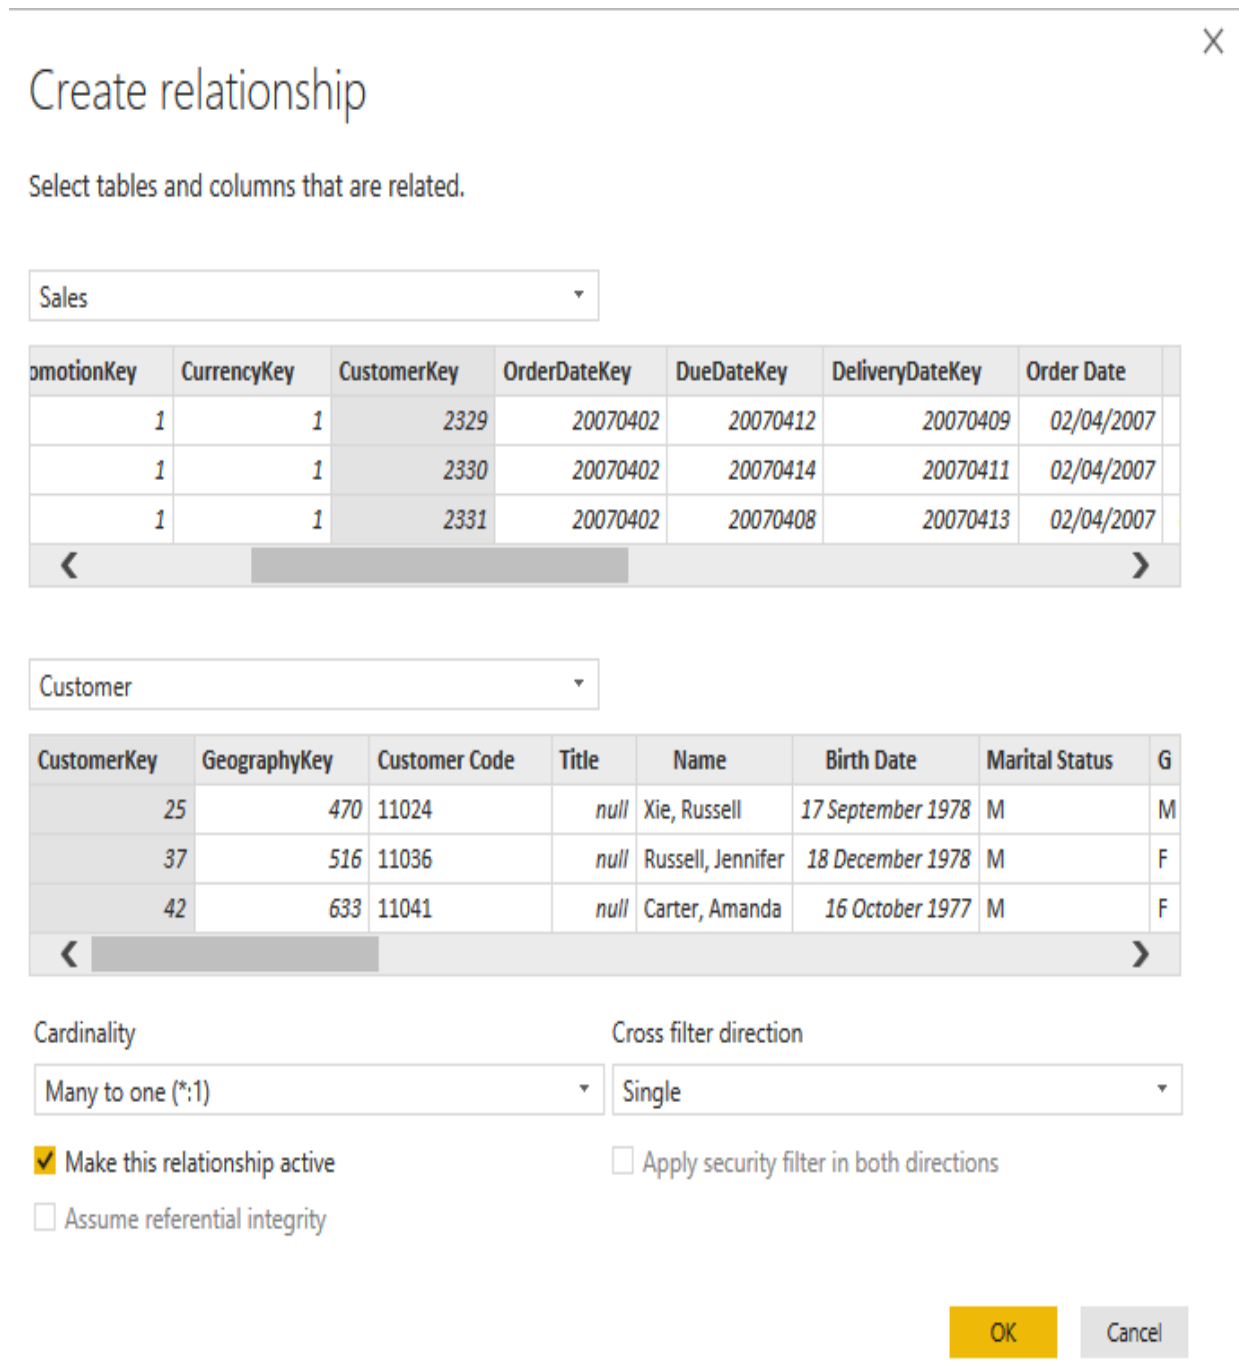 Create relationship
Select tables and columns that are related.
Sales
omotionKey CurrencyKey CustomerKey OrderDateKey DueDateKey DeliveryDateKey Order Date
1 1 2329 20070402 20070412 20070409 02/04/2007
1 1 2330 20070402 20070414 20070411 02/04/2007
1 1 2331 20070402 20070408 20070413 02/04/2007
Customer
CustomerKey GeographyKey Customer Code Title Name Birth Date Marital Status G
25 470 11024 null Xie, Russell 17 September 1978 M M
37 516 11036 null Russell, Jennifer 18 December 1978 M F
42 633 11041 null Carter, Amanda 16 October 1977 M F
Cardinality Cross filter direction
Many to one (*:1) Single
Make this relationship active Apply security filter in both directions
Assume referential integrity
OK Cancel